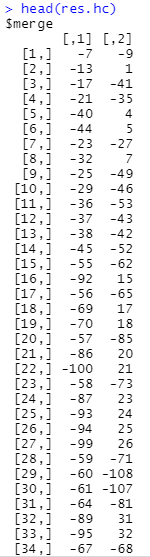 > head(res.hc)
$merge
[,1] [,2]
[1,] -7 -9
[2,] -13 1
[3,] -17 -41
[4,] -21 -35
[5,] -40 4
[6,] -44 5
[7,] -23 -27
[8,] -32 7
[9,] -25 -49
[10,] -29 -46
[11,] -36 -53
[12,] -37 -43
[13,] -38 -42
[14,] -45 -52
[15,] -55 -62
[16,] -92 15
[17,] -56 -65
[18,] -69 17
[19,] -70 18
[20,] -57 -85
[21,] -86 20
[22,] -100 21
[23,] -58 -73
[24,] -87 23
[25,] -93 24
[26,] -94 25
[27,] -99 26
[28,] -59 -71
[29,] -60 -108
[30,] -61 -107
[31,] -64 -81
[32,] -89 31
[33,] -95 32
[34,] -67 -68